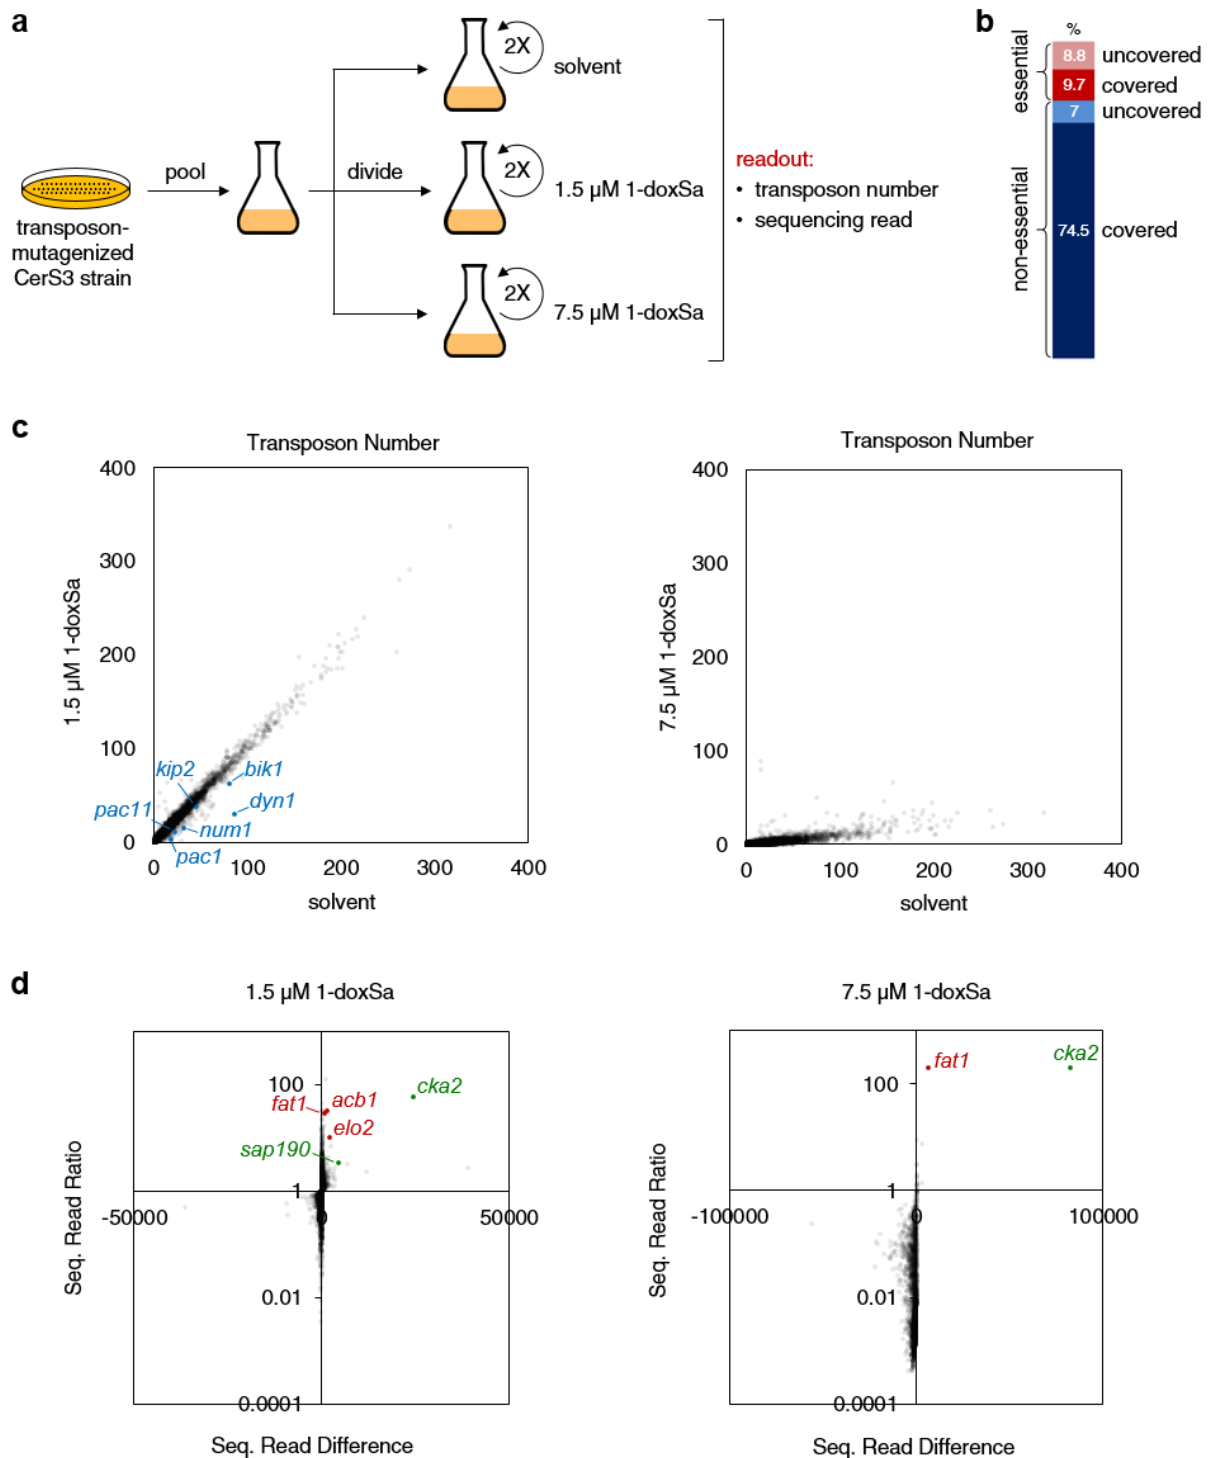 a
2X
solvent
pool
divide
2X
1.5 µM 1-doxSa
2X
7.5 µM 1-doxSa
transposon-
mutagenized
CerS3 strain
readout:
• transposon number
• sequencing read
b
%
essential
8.8 uncovered
9.7 covered
7 uncovered
non-essential
74.5 covered
c
Transposon Number
400
300
200
100
0
1.5 µM 1-doxSa
kip2
bik1
pac11
dyn1
num1
pac1
0 100 200 300 400
solvent
Transposon Number
400
300
200
100
0
7.5 µM 1-doxSa
0 100 200 300 400
solvent
d
1.5 µM 1-doxSa
100
cka2
fat1
acb1
elo2
sap190
1
-50000 0 50000
0.01
0.0001
Seq. Read Ratio
Seq. Read Difference
7.5 µM 1-doxSa
fat1
cka2
100
1
-100000 0 100000
0.01
0.0001
Seq. Read Ratio
Seq. Read Difference